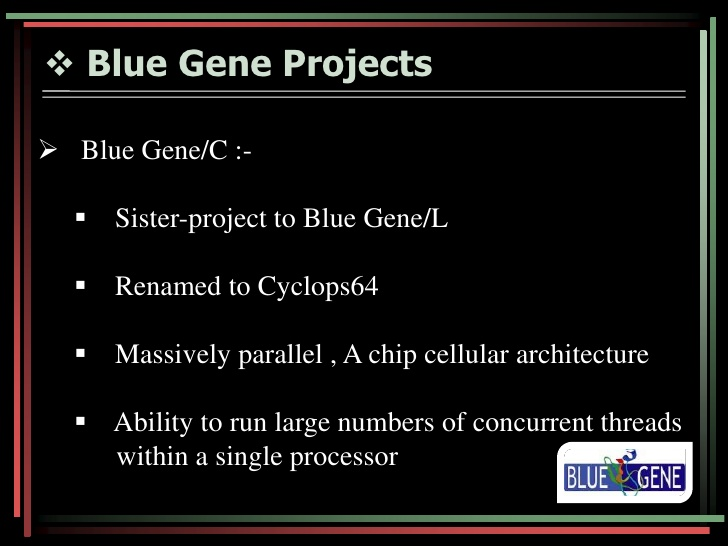 ❖ Blue Gene Projects
➢ Blue Gene/C :-
▪ Sister-project to Blue Gene/L
▪ Renamed to Cyclops64
▪ Massively parallel , A chip cellular architecture
▪ Ability to run large numbers of concurrent threads
within a single processor
BLUE GENE